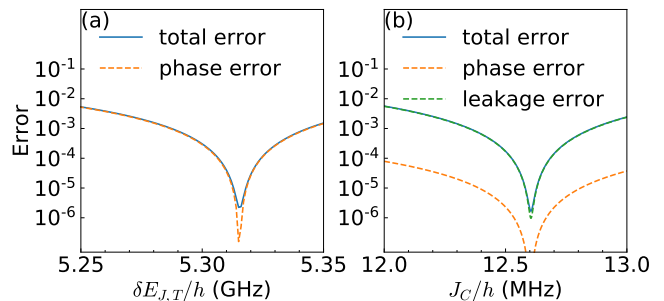 (a)
total error
phase error
Error
10⁻¹
10⁻²
10⁻³
10⁻⁴
10⁻⁵
10⁻⁶
5.25 5.30 5.35
δE_{J,T}/h (GHz)
(b)
total error
phase error
leakage error
10⁻¹
10⁻²
10⁻³
10⁻⁴
10⁻⁵
10⁻⁶
12.0 12.5 13.0
J_C/h (MHz)